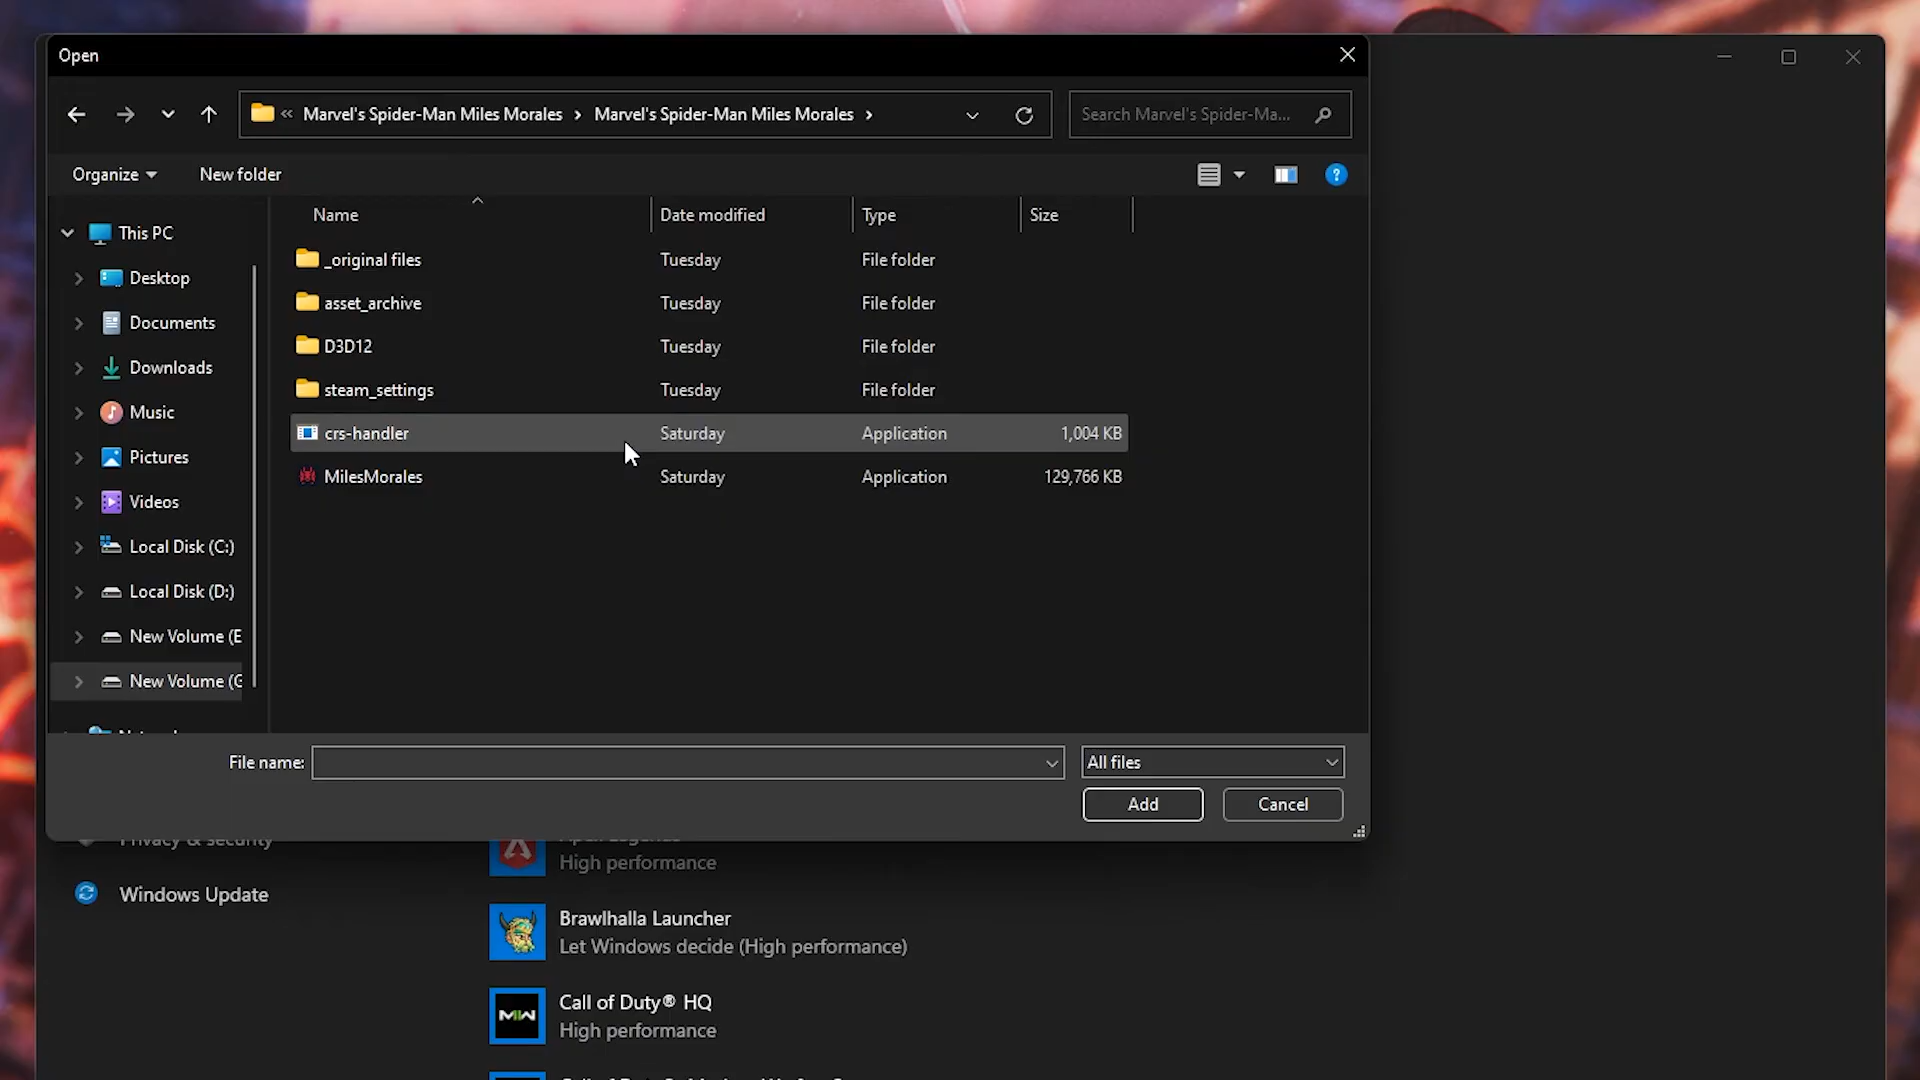 Open
« Marvel's Spider-Man Miles Morales › Marvel's Spider-Man Miles Morales ›
Search Marvel's Spider-Ma...
Organize
New folder
Name
Date modified
Type
Size
This PC
Desktop
Documents
Downloads
Music
Pictures
Videos
Local Disk (C:)
Local Disk (D:)
New Volume (E
New Volume (G
_original files Tuesday File folder
asset_archive Tuesday File folder
D3D12 Tuesday File folder
steam_settings Tuesday File folder
crs-handler Saturday Application 1,004 KB
MilesMorales Saturday Application 129,766 KB
File name:
All files
Add
Cancel
Privacy & security
Windows Update
High performance
Brawlhalla Launcher
Let Windows decide (High performance)
Call of Duty® HQ
High performance